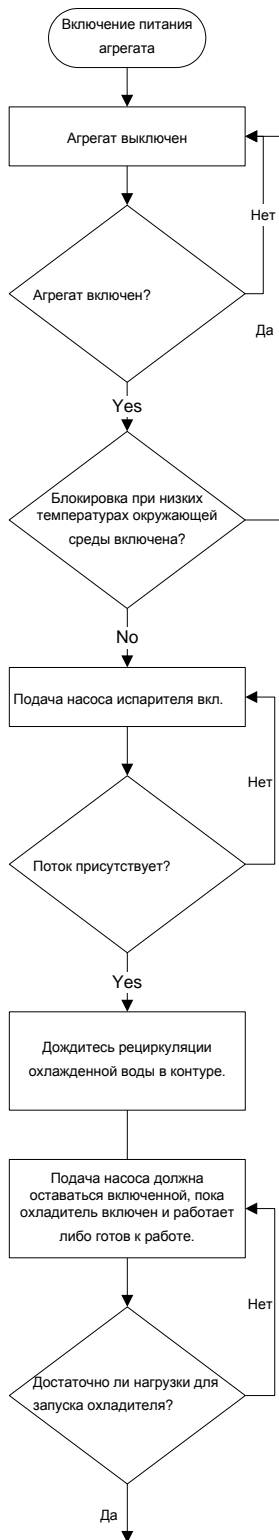 Включение питания
агрегата
Агрегат выключен
Нет
Агрегат включен?
Да
Yes
Блокировка при низких
температурах окружающей
среды включена?
No
Подача насоса испарителя вкл.
Нет
Поток присутствует?
Yes
Дождитесь рециркуляции
охлажденной воды в контуре.
Подача насоса должна
оставаться включенной, пока
охладитель включен и работает
либо готов к работе.
Нет
Достаточно ли нагрузки для
запуска охладителя?
Да